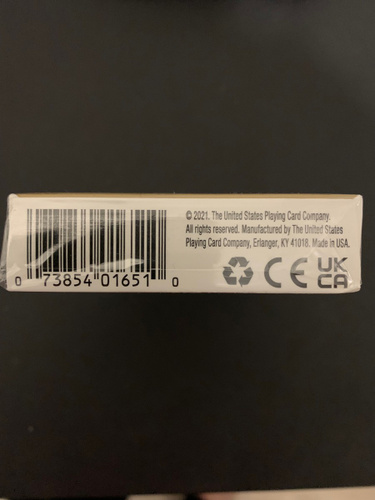 © 2021. The United States Playing Card Company.
All rights reserved. Manufactured by The United States
Playing Card Company, Erlanger, KY 41018. Made in USA.
0 73854 01651 0
CE
UK
CA